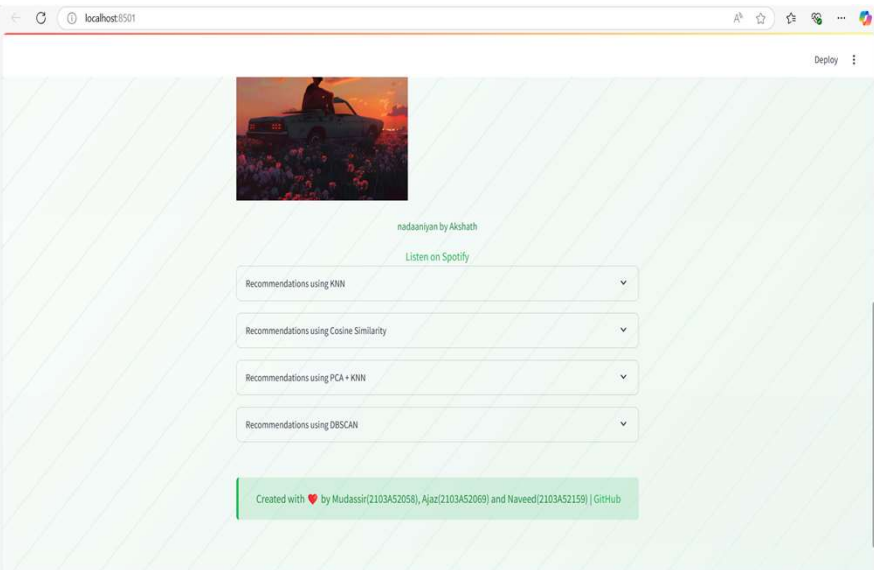 localhost:8501
Deploy
nadaaniyan by Akshath
Listen on Spotify
Recommendations using KNN
Recommendations using Cosine Similarity
Recommendations using PCA + KNN
Recommendations using DBSCAN
Created with ❤️ by Mudassir(2103A52058), Ajaz(2103A52069) and Naveed(2103A52159) | GitHub